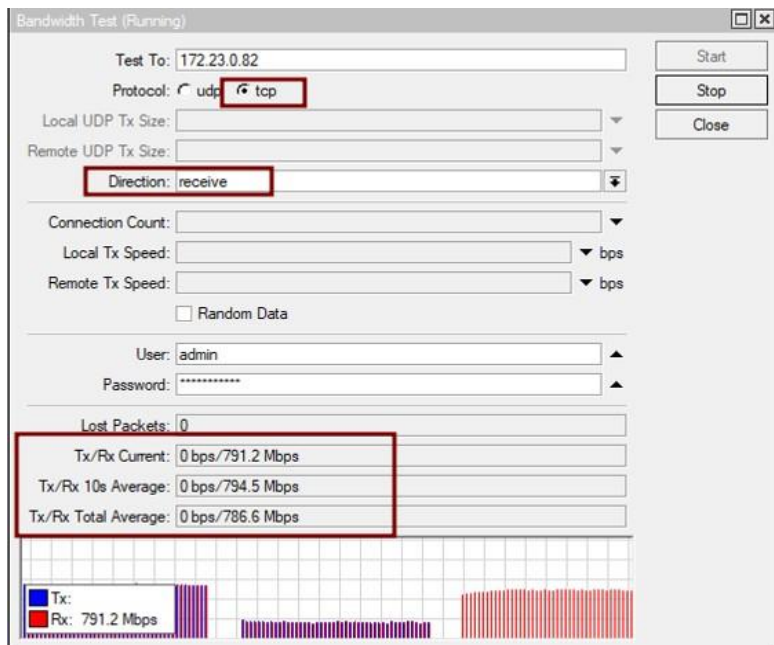 Bandwidth Test (Running)
Test To: 172.23.0.82
Start
Protocol: udp tcp
Stop
Local UDP Tx Size:
Close
Remote UDP Tx Size:
Direction: receive
Connection Count:
Local Tx Speed: bps
Remote Tx Speed: bps
Random Data
User: admin
Password: ***********
Lost Packets: 0
Tx/Rx Current: 0 bps/791.2 Mbps
Tx/Rx 10s Average: 0 bps/794.5 Mbps
Tx/Rx Total Average: 0 bps/786.6 Mbps
Tx:
Rx: 791.2 Mbps